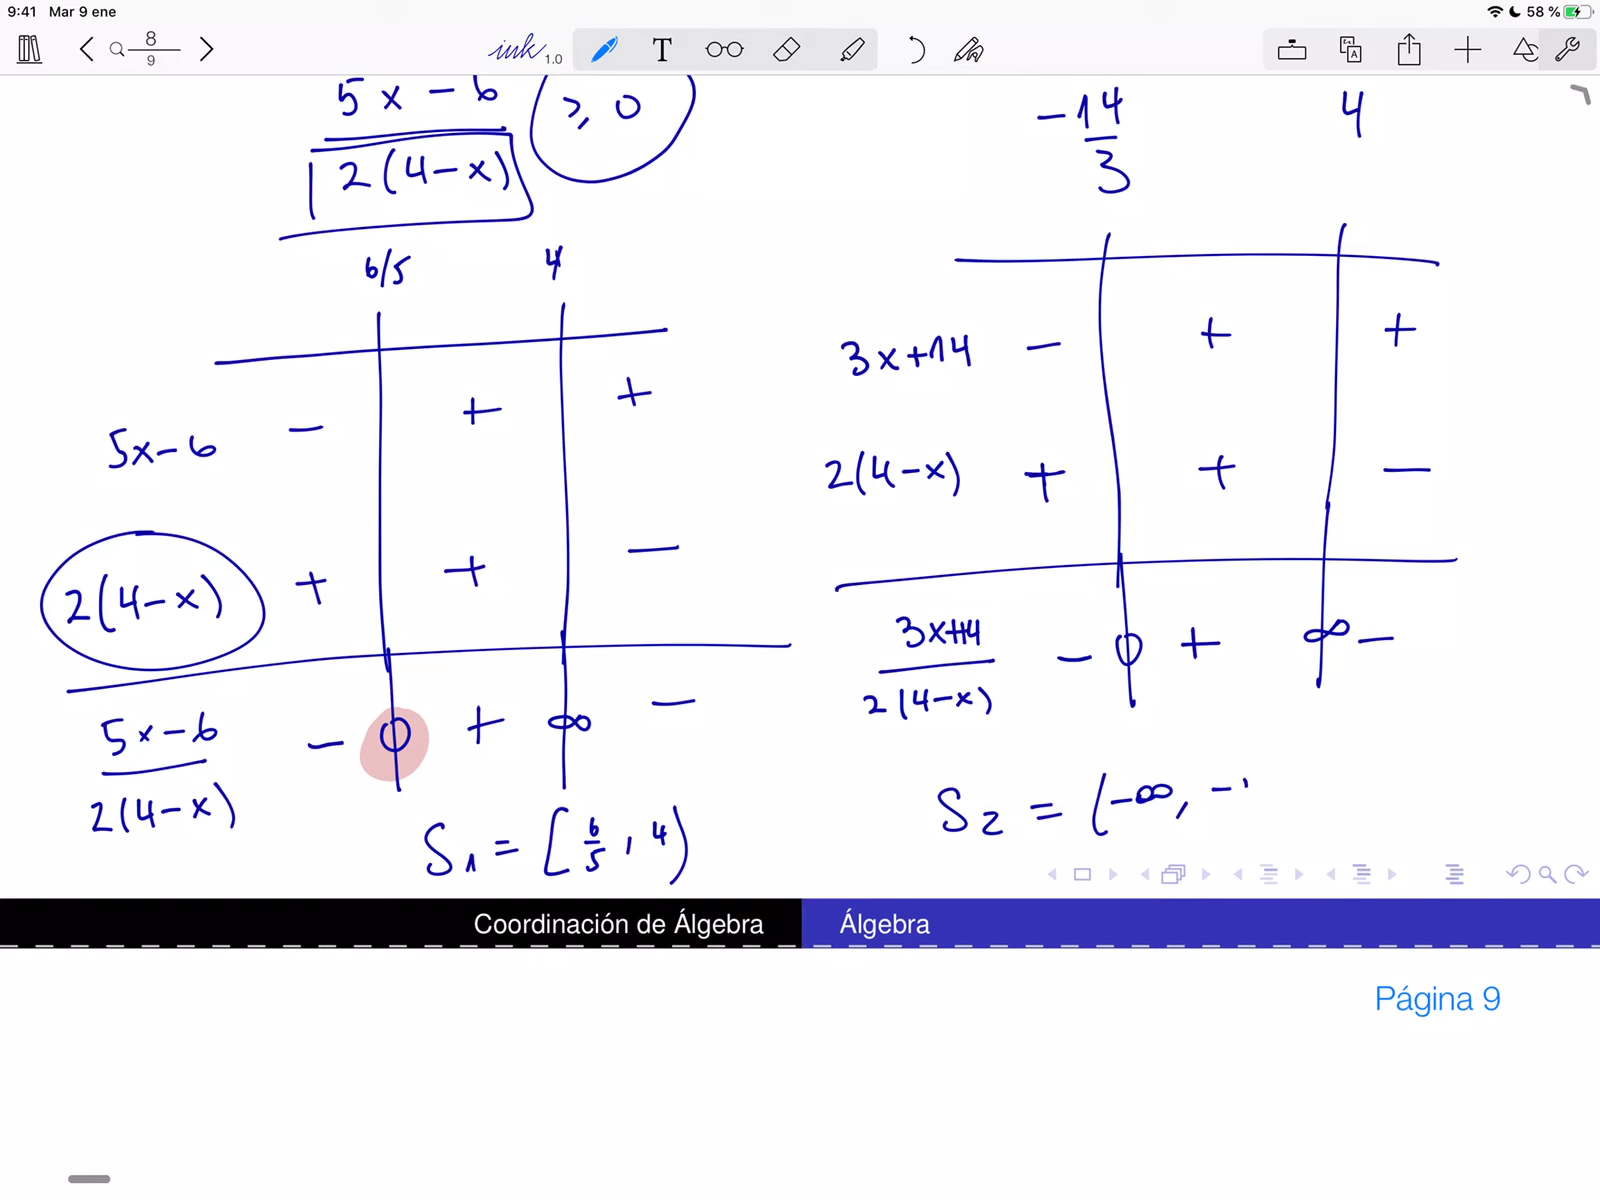 9:41 Mar 9 ene
58 %
8
9
ink 1.0
T
5x - 6
≥ 0
2(4-x)
6/5 4
5x-6 - + +
2(4-x) + + -
5x-6
2(4-x)
- 0 + ∞ -
S1 = [6/5, 4)
-14
3
4
3x+14 - + +
2(4-x) + + -
3x+14
2(4-x)
- 0 + ∞ -
S2 = (-∞, -
Coordinación de Álgebra
Álgebra
Página 9